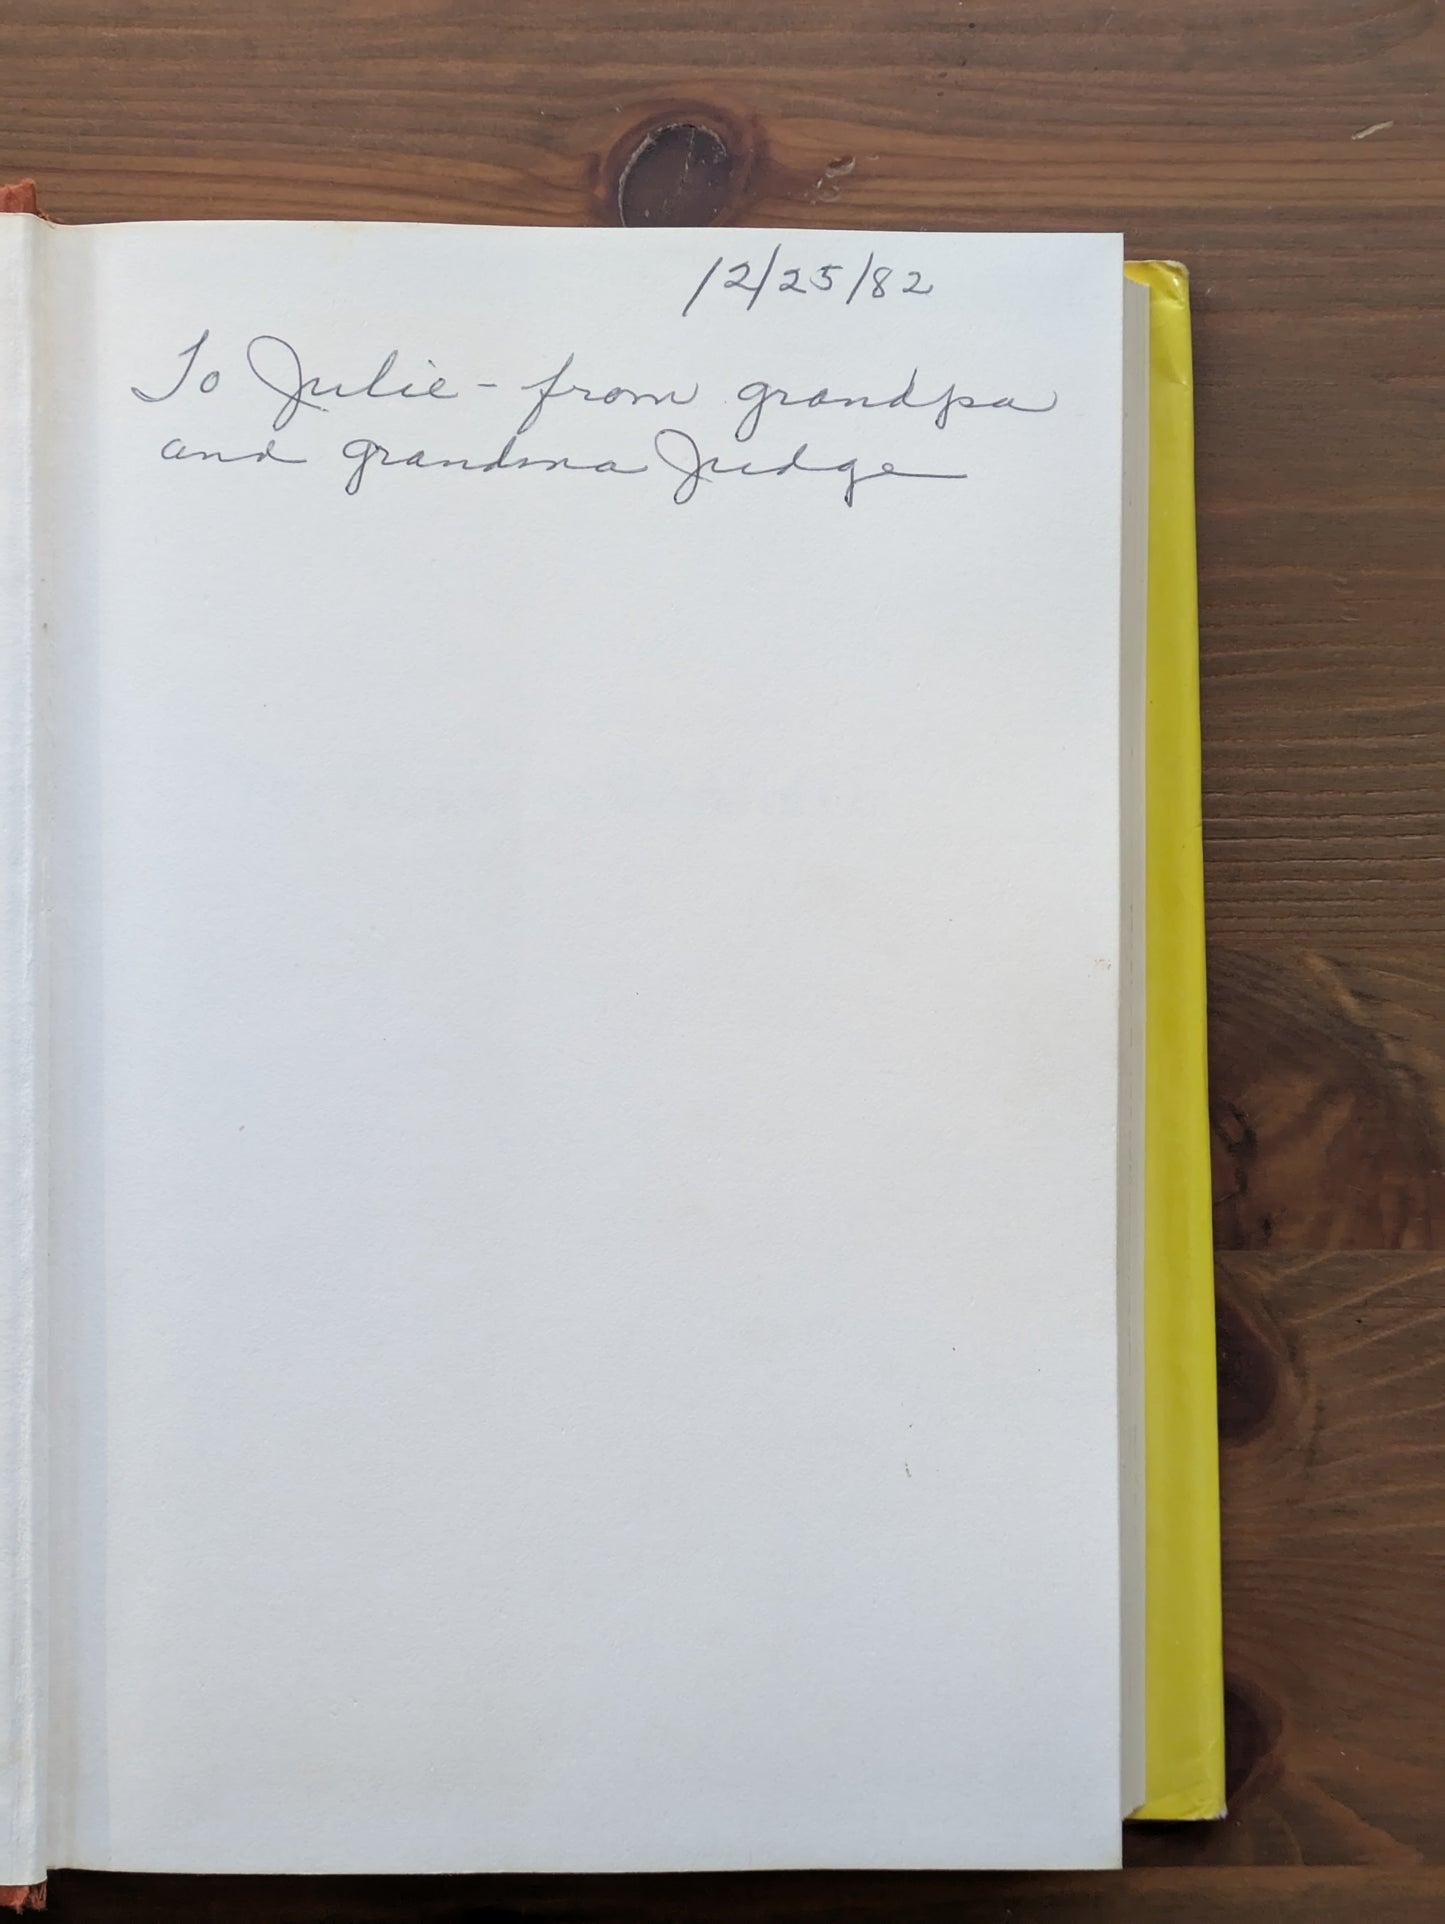 12/25/82
To Julie - from grandpa
and grandma Judge